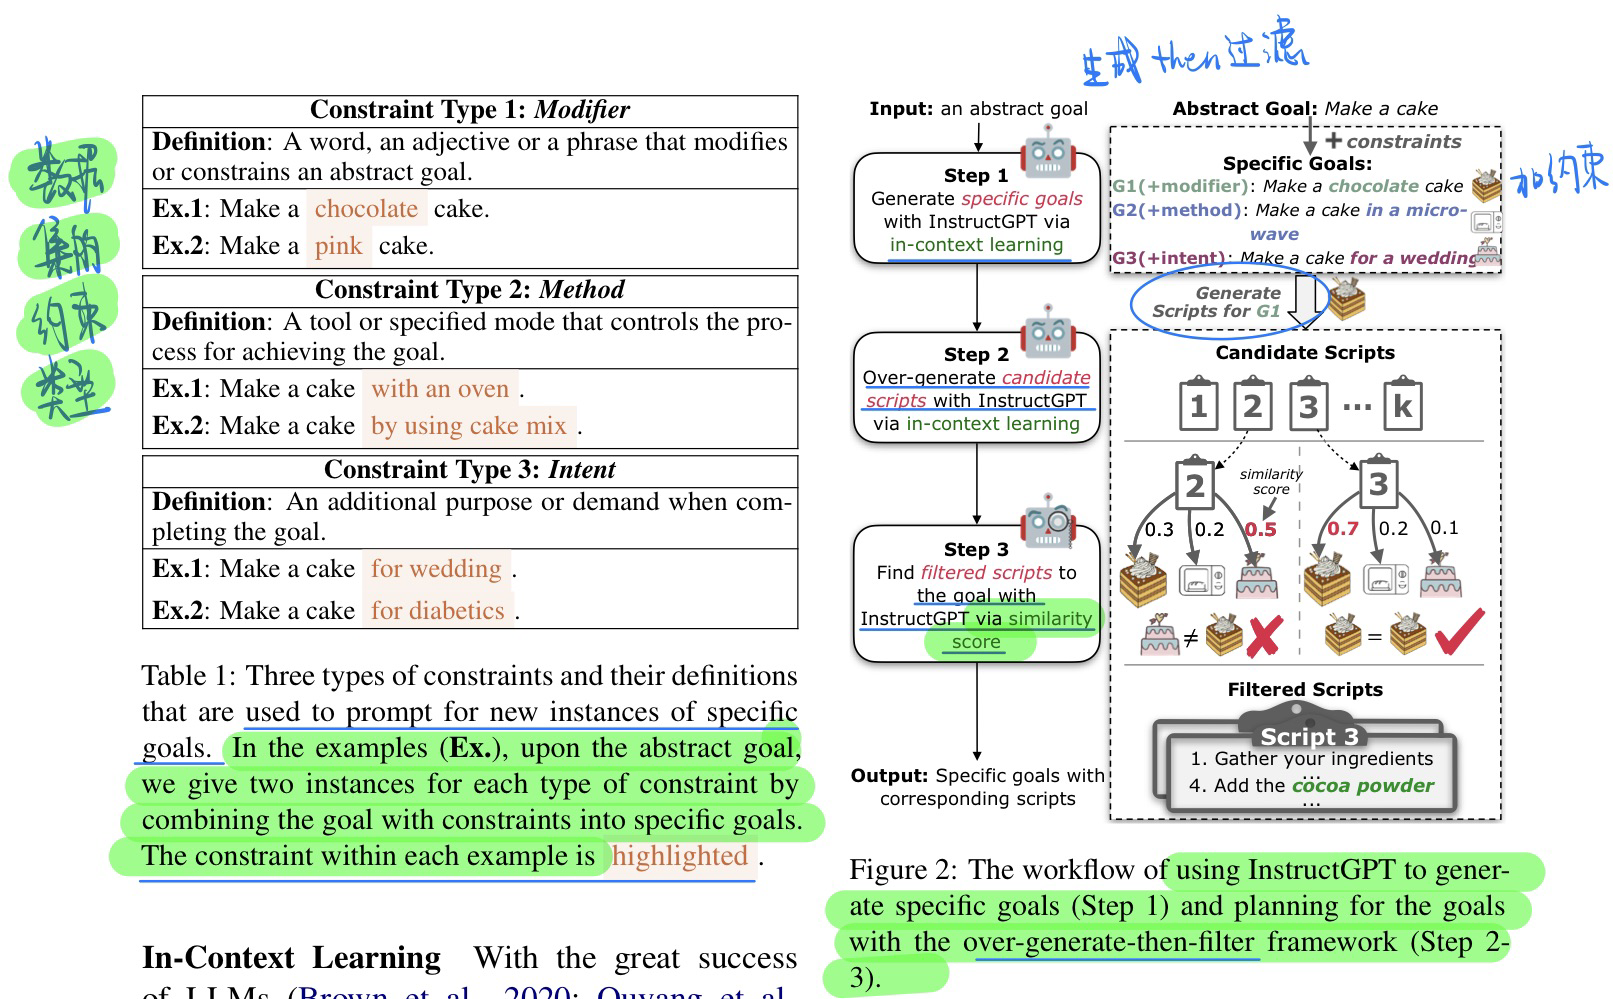 数据
集的
约束
类型
Constraint Type 1: Modifier
Definition: A word, an adjective or a phrase that modifies
or constrains an abstract goal.
Ex.1: Make a chocolate cake.
Ex.2: Make a pink cake.
Constraint Type 2: Method
Definition: A tool or specified mode that controls the pro-
cess for achieving the goal.
Ex.1: Make a cake with an oven .
Ex.2: Make a cake by using cake mix .
Constraint Type 3: Intent
Definition: An additional purpose or demand when com-
pleting the goal.
Ex.1: Make a cake for wedding .
Ex.2: Make a cake for diabetics .
Table 1: Three types of constraints and their definitions
that are used to prompt for new instances of specific
goals. In the examples (Ex.), upon the abstract goal,
we give two instances for each type of constraint by
combining the goal with constraints into specific goals.
The constraint within each example is highlighted .
In-Context Learning With the great success
of LLMs (Brown et al., 2020; Ouyang et al.,
生成 then 过滤
Input: an abstract goal
Step 1
Generate specific goals
with InstructGPT via
in-context learning
Step 2
Over-generate candidate
scripts with InstructGPT
via in-context learning
Step 3
Find filtered scripts to
the goal with
InstructGPT via similarity
score
Output: Specific goals with
corresponding scripts
Abstract Goal: Make a cake
+ constraints
Specific Goals:
G1(+modifier): Make a chocolate cake
G2(+method): Make a cake in a micro-
wave
G3(+intent): Make a cake for a wedding
加约束
Generate
Scripts for G1
Candidate Scripts
1 2 3 ··· k
2 3
similarity
score
0.3 0.2 0.5 0.7 0.2 0.1
≠ =
Filtered Scripts
Script 3
1. Gather your ingredients
...
4. Add the cocoa powder
...
Figure 2: The workflow of using InstructGPT to gener-
ate specific goals (Step 1) and planning for the goals
with the over-generate-then-filter framework (Step 2-
3).